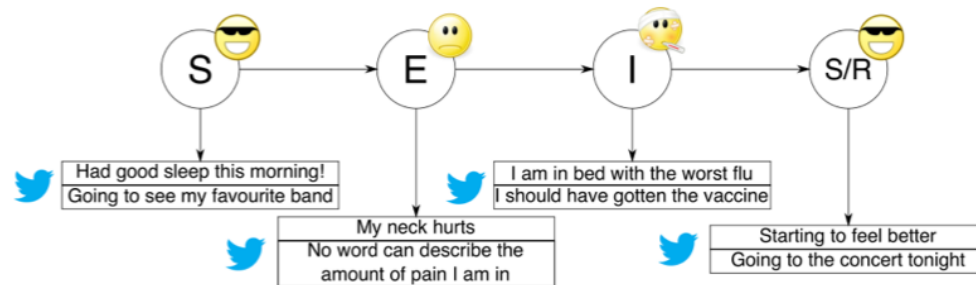 S
E
I
S/R
Had good sleep this morning!
Going to see my favourite band
My neck hurts
No word can describe the
amount of pain I am in
I am in bed with the worst flu
I should have gotten the vaccine
Starting to feel better
Going to the concert tonight